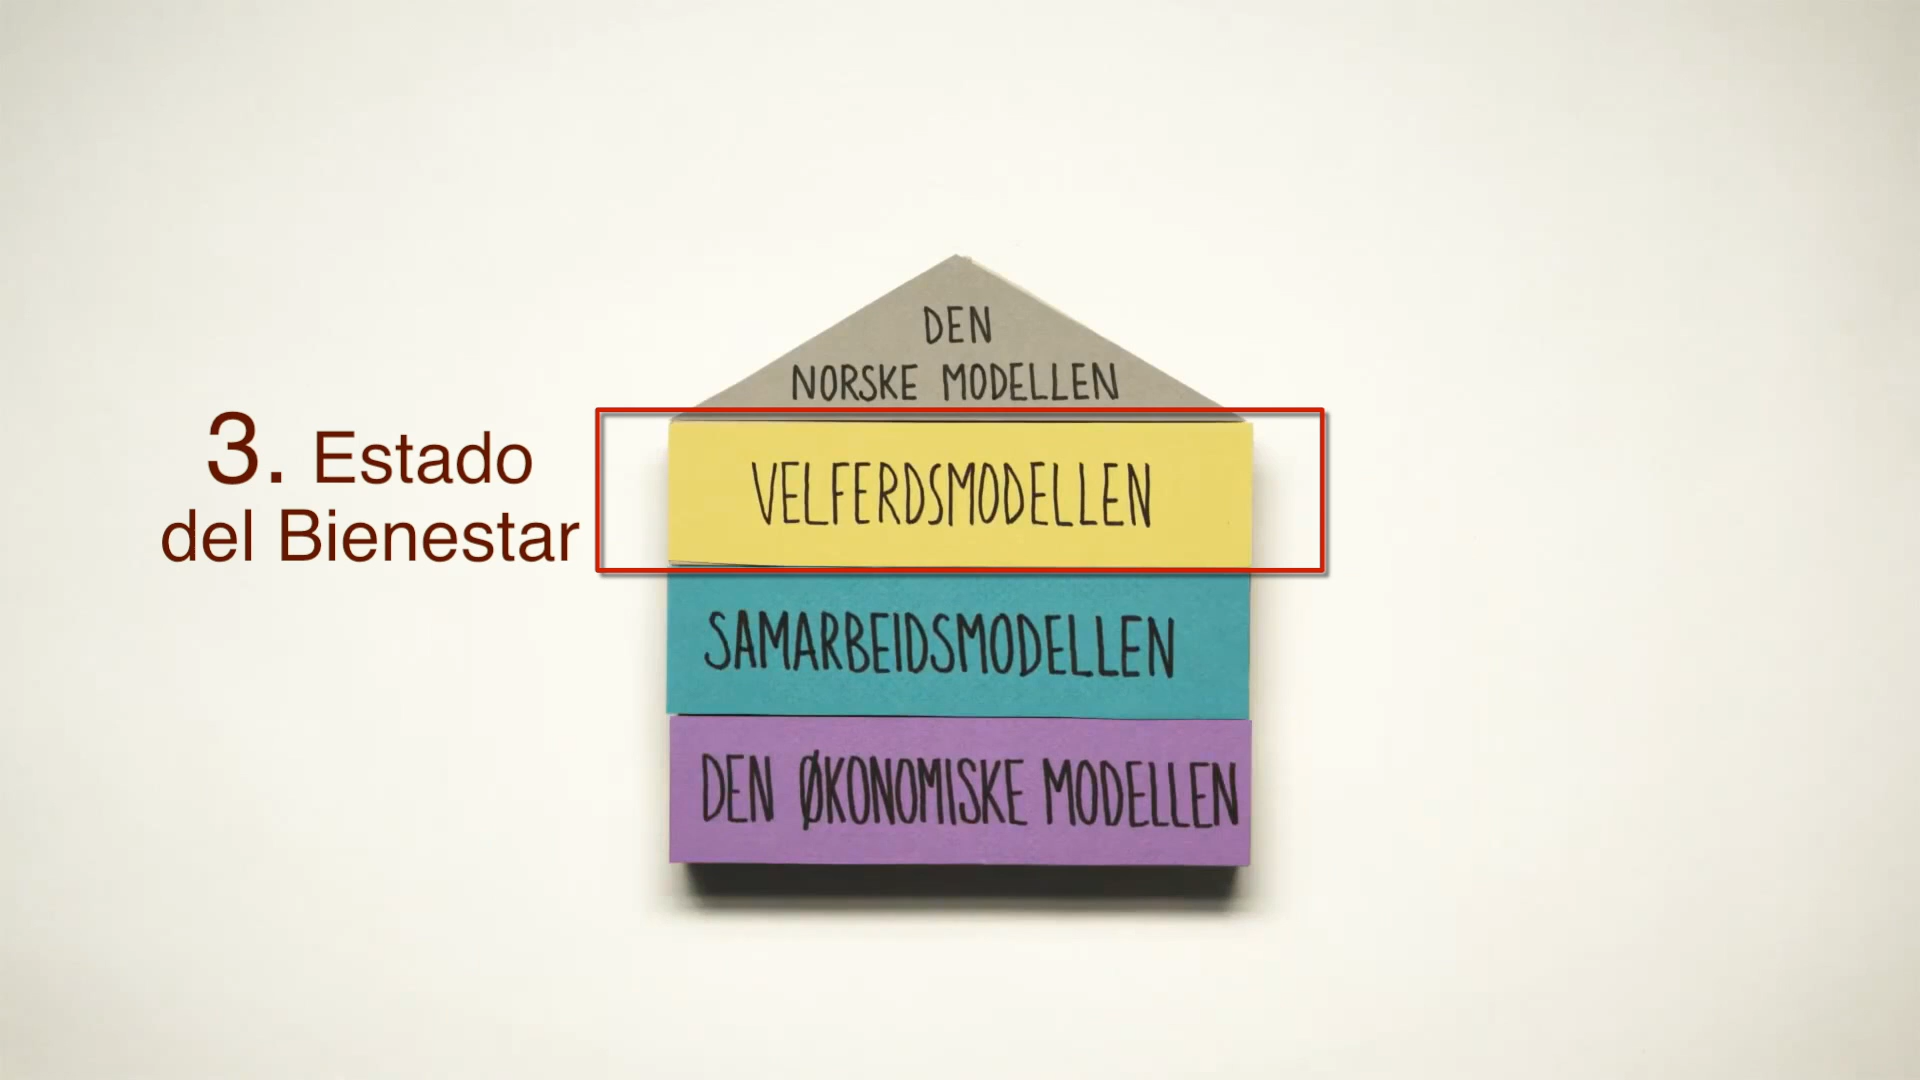 DEN
NORSKE MODELLEN
3. Estado
del Bienestar
VELFERDSMODELLEN
SAMARBEIDSMODELLEN
DEN ØKONOMISKE MODELLEN